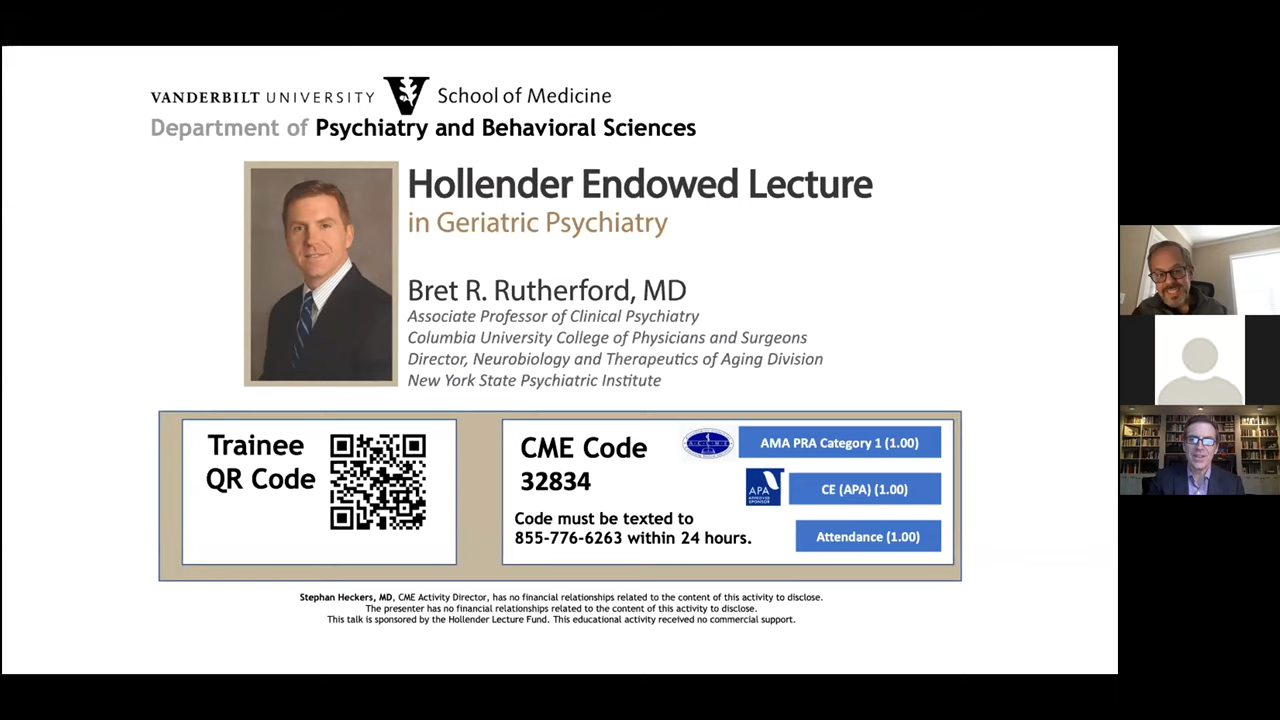 VANDERBILT UNIVERSITY School of Medicine
Department of Psychiatry and Behavioral Sciences
Hollender Endowed Lecture
in Geriatric Psychiatry
Bret R. Rutherford, MD
Associate Professor of Clinical Psychiatry
Columbia University College of Physicians and Surgeons
Director, Neurobiology and Therapeutics of Aging Division
New York State Psychiatric Institute
Trainee
QR Code
CME Code
32834
Code must be texted to
855-776-6263 within 24 hours.
ACCME
AMA PRA Category 1 (1.00)
APA
APPROVED
SPONSOR
CE (APA) (1.00)
Attendance (1.00)
Stephan Heckers, MD, CME Activity Director, has no financial relationships related to the content of this activity to disclose.
The presenter has no financial relationships related to the content of this activity to disclose.
This talk is sponsored by the Hollender Lecture Fund. This educational activity received no commercial support.